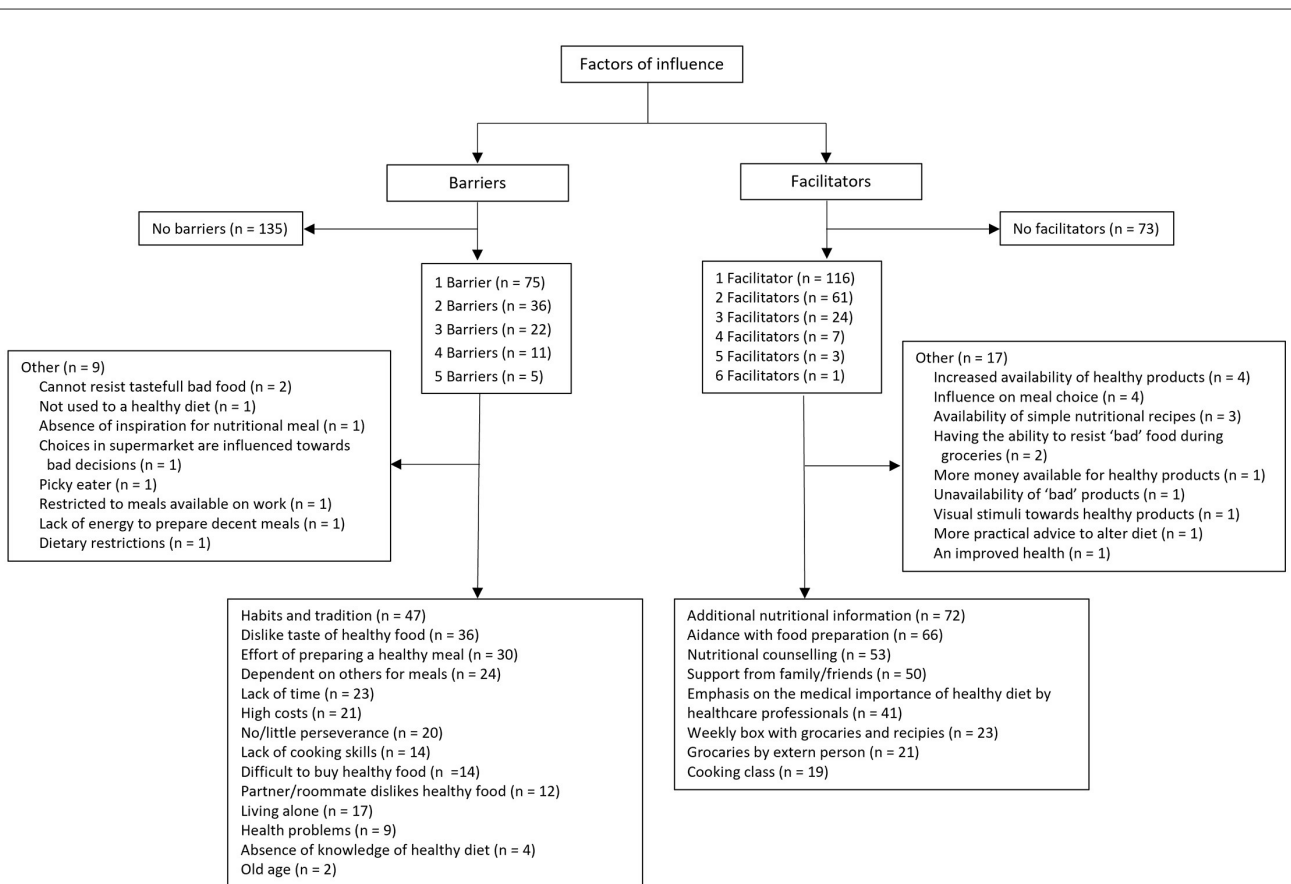 Factors of influence
Barriers
Facilitators
No barriers (n = 135)
No facilitators (n = 73)
1 Barrier (n = 75)
2 Barriers (n = 36)
3 Barriers (n = 22)
4 Barriers (n = 11)
5 Barriers (n = 5)
1 Facilitator (n = 116)
2 Facilitators (n = 61)
3 Facilitators (n = 24)
4 Facilitators (n = 7)
5 Facilitators (n = 3)
6 Facilitators (n = 1)
Other (n = 9)
Cannot resist tastefull bad food (n = 2)
Not used to a healthy diet (n = 1)
Absence of inspiration for nutritional meal (n = 1)
Choices in supermarket are influenced towards
bad decisions (n = 1)
Picky eater (n = 1)
Restricted to meals available on work (n = 1)
Lack of energy to prepare decent meals (n = 1)
Dietary restrictions (n = 1)
Other (n = 17)
Increased availability of healthy products (n = 4)
Influence on meal choice (n = 4)
Availability of simple nutritional recipes (n = 3)
Having the ability to resist ‘bad’ food during
groceries (n = 2)
More money available for healthy products (n = 1)
Unavailability of ‘bad’ products (n = 1)
Visual stimuli towards healthy products (n = 1)
More practical advice to alter diet (n = 1)
An improved health (n = 1)
Habits and tradition (n = 47)
Dislike taste of healthy food (n = 36)
Effort of preparing a healthy meal (n = 30)
Dependent on others for meals (n = 24)
Lack of time (n = 23)
High costs (n = 21)
No/little perseverance (n = 20)
Lack of cooking skills (n = 14)
Difficult to buy healthy food (n =14)
Partner/roommate dislikes healthy food (n = 12)
Living alone (n = 17)
Health problems (n = 9)
Absence of knowledge of healthy diet (n = 4)
Old age (n = 2)
Additional nutritional information (n = 72)
Aidance with food preparation (n = 66)
Nutritional counselling (n = 53)
Support from family/friends (n = 50)
Emphasis on the medical importance of healthy diet by
healthcare professionals (n = 41)
Weekly box with grocaries and recipies (n = 23)
Grocaries by extern person (n = 21)
Cooking class (n = 19)